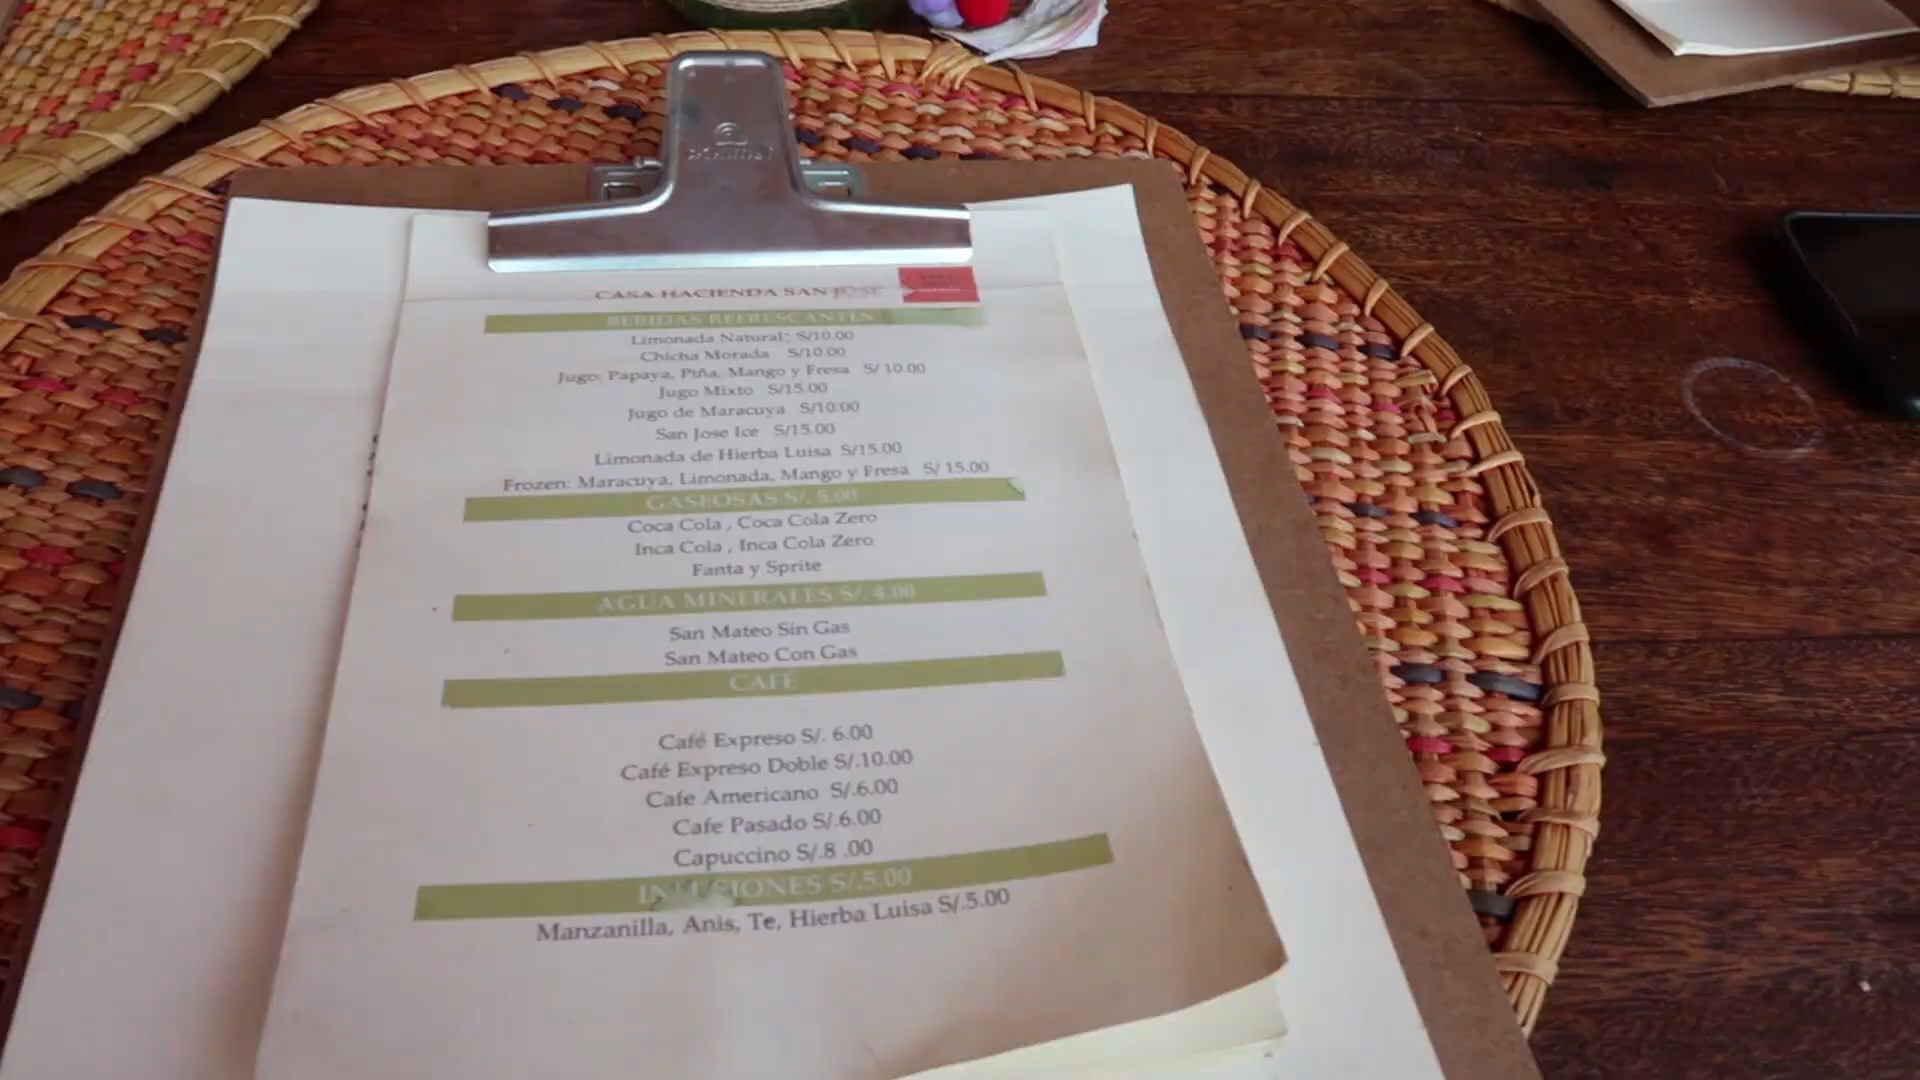 CASA HACIENDA SAN JOSE
BEBIDAS REFRESCANTES
Limonada Natural: S/10.00
Chicha Morada S/10.00
Jugo: Papaya, Piña, Mango y Fresa S/ 10.00
Jugo Mixto S/15.00
Jugo de Maracuya S/10.00
San Jose Ice S/15.00
Limonada de Hierba Luisa S/15.00
Frozen: Maracuya, Limonada, Mango y Fresa S/ 15.00
GASEOSAS S/. 5.00
Coca Cola , Coca Cola Zero
Inca Cola , Inca Cola Zero
Fanta y Sprite
AGUA MINERALES S/. 4.00
San Mateo Sin Gas
San Mateo Con Gas
CAFÉ
Café Expreso S/. 6.00
Café Expreso Doble S/.10.00
Cafe Americano S/.6.00
Cafe Pasado S/.6.00
Capuccino S/.8 .00
INFUSIONES S/.5.00
Manzanilla, Anis, Te, Hierba Luisa S/.5.00